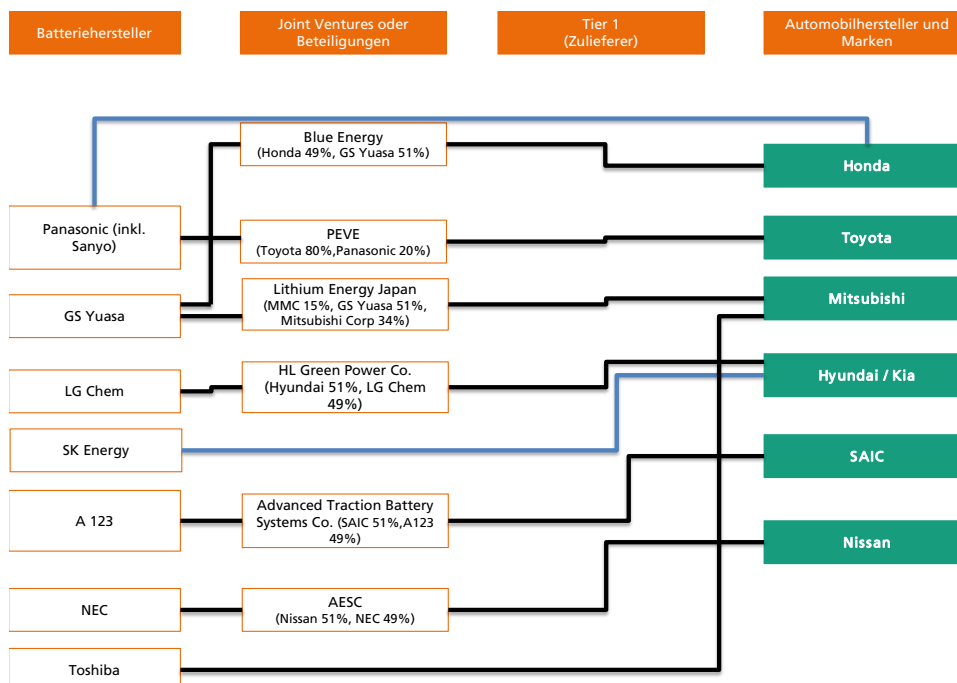 Batteriehersteller
Joint Ventures oder
Beteiligungen
Tier 1
(Zulieferer)
Automobilhersteller und
Marken
Blue Energy
(Honda 49%, GS Yuasa 51%)
Honda
Panasonic (inkl.
Sanyo)
PEVE
(Toyota 80%,Panasonic 20%)
Toyota
GS Yuasa
Lithium Energy Japan
(MMC 15%, GS Yuasa 51%,
Mitsubishi Corp 34%)
Mitsubishi
LG Chem
HL Green Power Co.
(Hyundai 51%, LG Chem
49%)
Hyundai / Kia
SK Energy
SAIC
A 123
Advanced Traction Battery
Systems Co. (SAIC 51%,A123
49%)
Nissan
NEC
AESC
(Nissan 51%, NEC 49%)
Toshiba